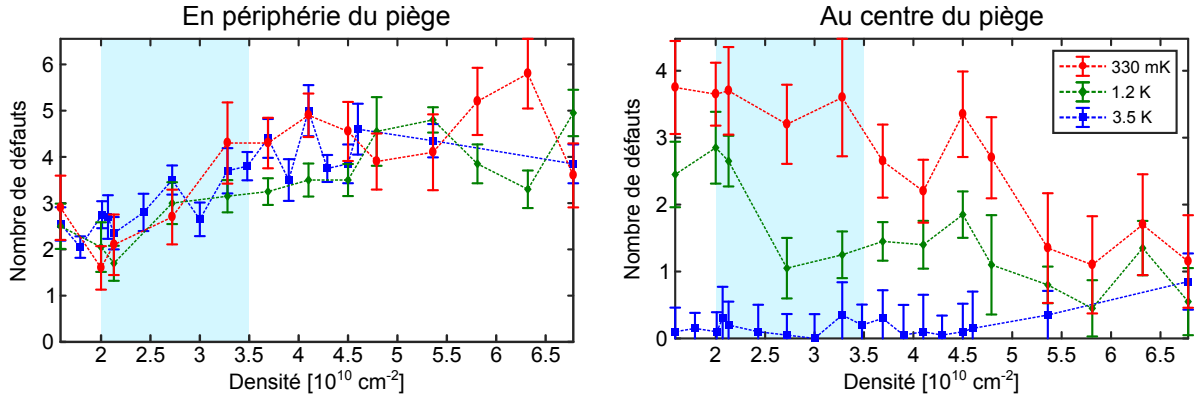 En périphérie du piège
Nombre de défauts
6
5
4
3
2
1
0
2 2.5 3 3.5 4 4.5 5 5.5 6 6.5
Densité [10¹⁰ cm⁻²]
Au centre du piège
Nombre de défauts
4
3
2
1
0
2 2.5 3 3.5 4 4.5 5 5.5 6 6.5
Densité [10¹⁰ cm⁻²]
330 mK
1.2 K
3.5 K